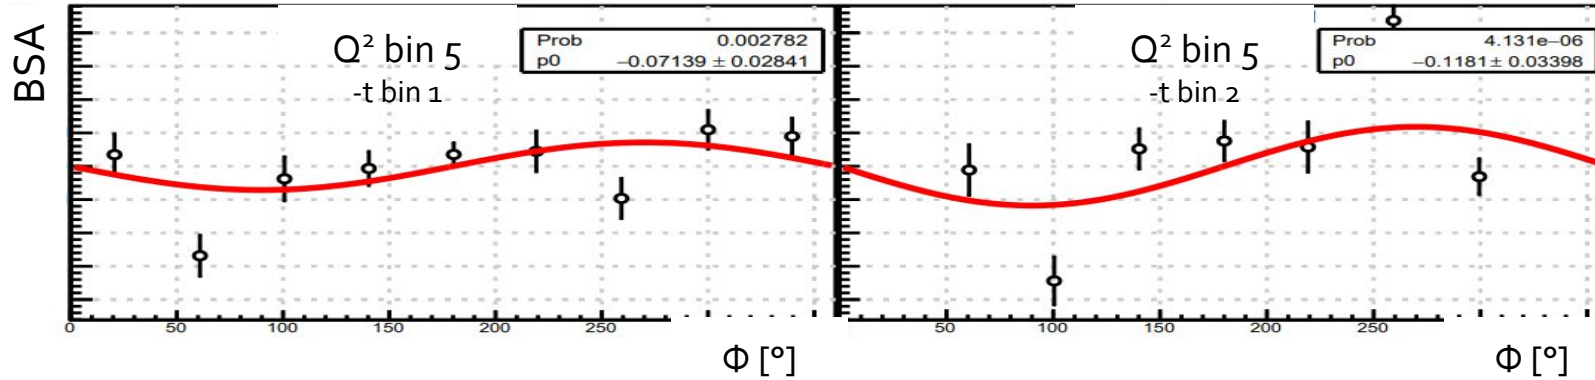 BSA
Q² bin 5
-t bin 1
Prob 0.002782
p0 −0.07139 ± 0.02841
0 50 100 150 200 250
Φ [°]
Q² bin 5
-t bin 2
Prob 4.131e−06
p0 −0.1181± 0.03398
50 100 150 200 250
Φ [°]